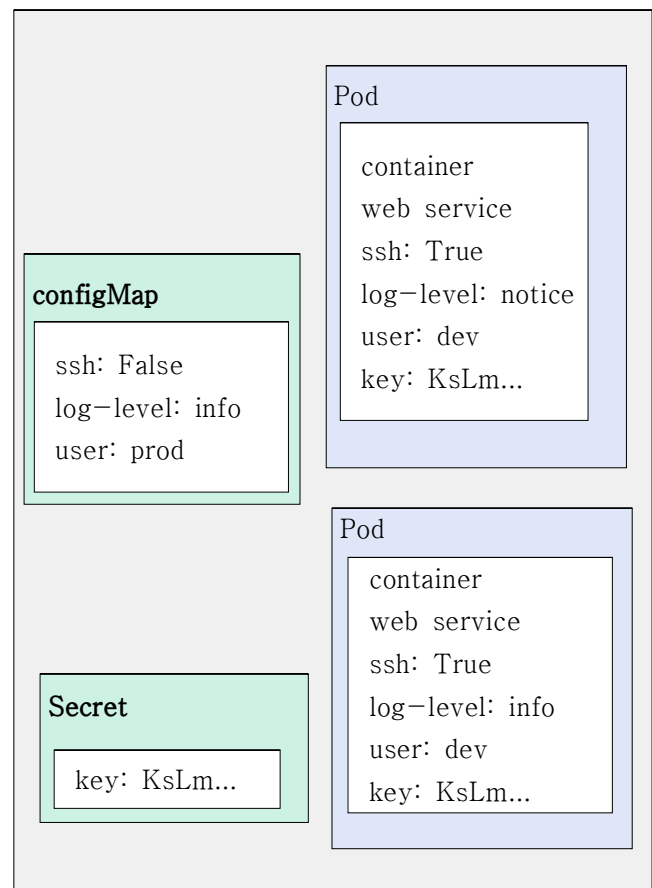 Pod
container
web service
ssh: True
log-level: notice
user: dev
key: KsLm...
configMap
ssh: False
log-level: info
user: prod
Pod
container
web service
ssh: True
log-level: info
user: dev
key: KsLm...
Secret
key: KsLm...